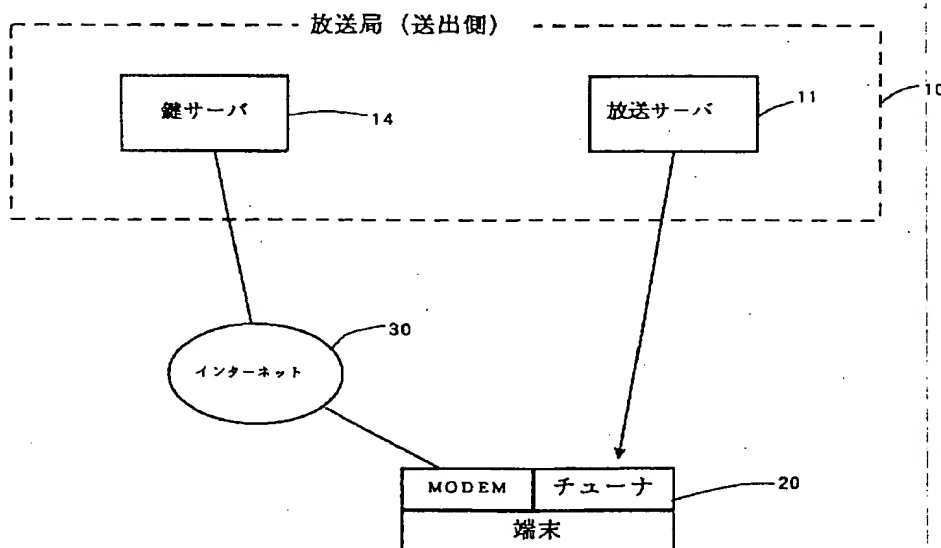 放送局（送出側）
鍵サーバ
14
放送サーバ
11
10
30
インターネット
MODEM
チューナ
20
端末